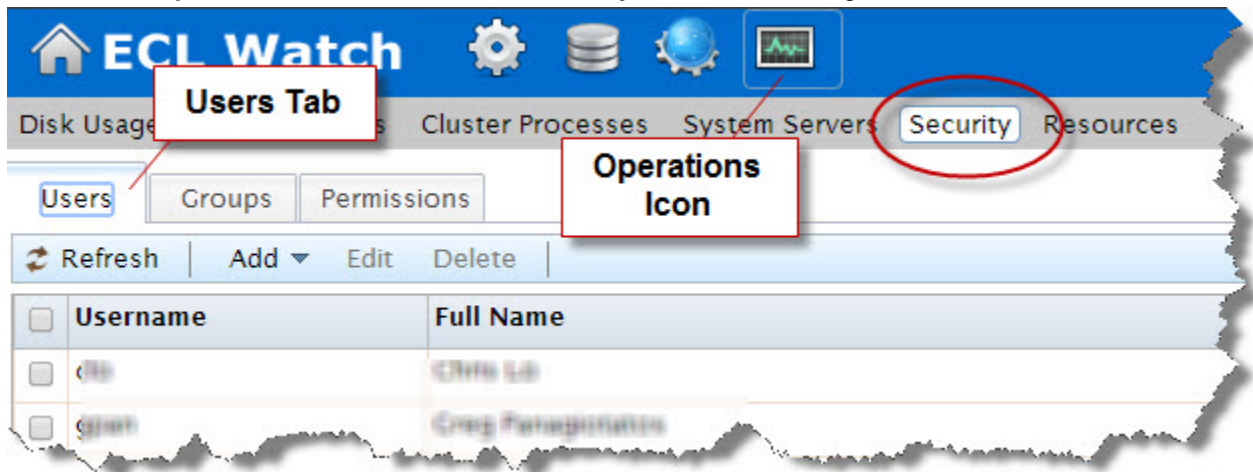 ECL Watch
Users Tab
Disk Usage s Cluster Processes System Servers Security Resources
Operations
Icon
Users Groups Permissions
Refresh Add Edit Delete
Username Full Name